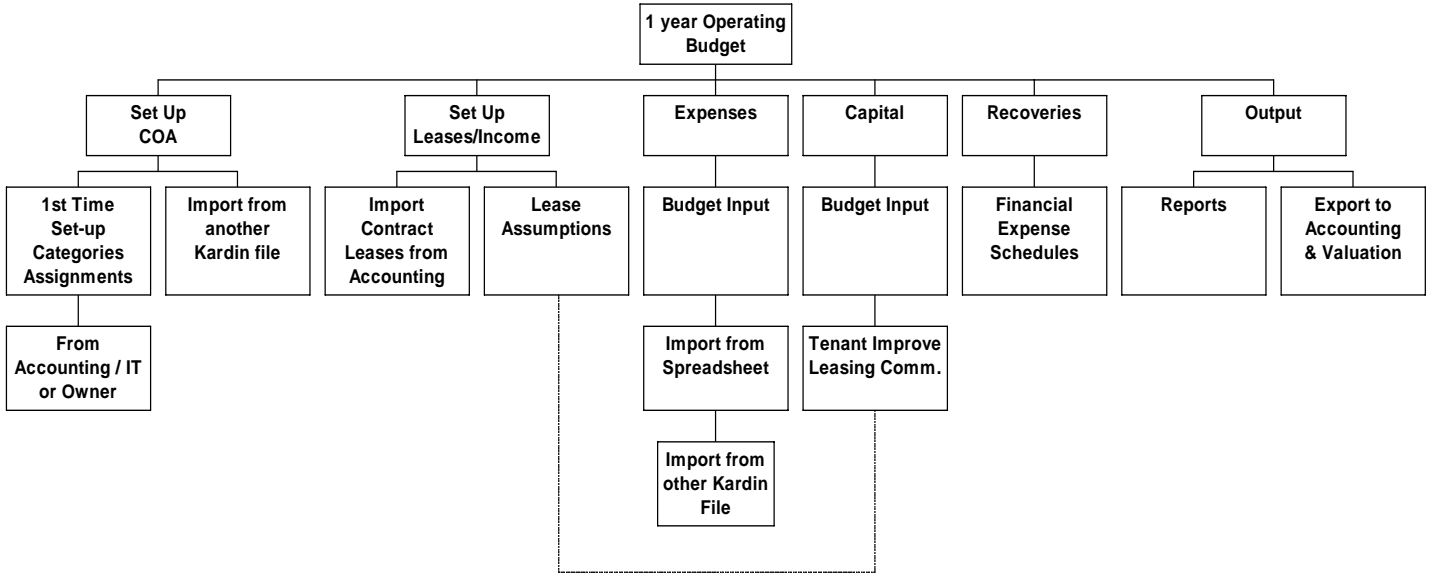 1 year Operating
Budget
Set Up
COA
Set Up
Leases/Income
Expenses
Capital
Recoveries
Output
1st Time
Set-up
Categories
Assignments
Import from
another
Kardin file
Import
Contract
Leases from
Accounting
Lease
Assumptions
Budget Input
Budget Input
Financial
Expense
Schedules
Reports
Export to
Accounting
& Valuation
From
Accounting / IT
or Owner
Import from
Spreadsheet
Tenant Improve
Leasing Comm.
Import from
other Kardin
File